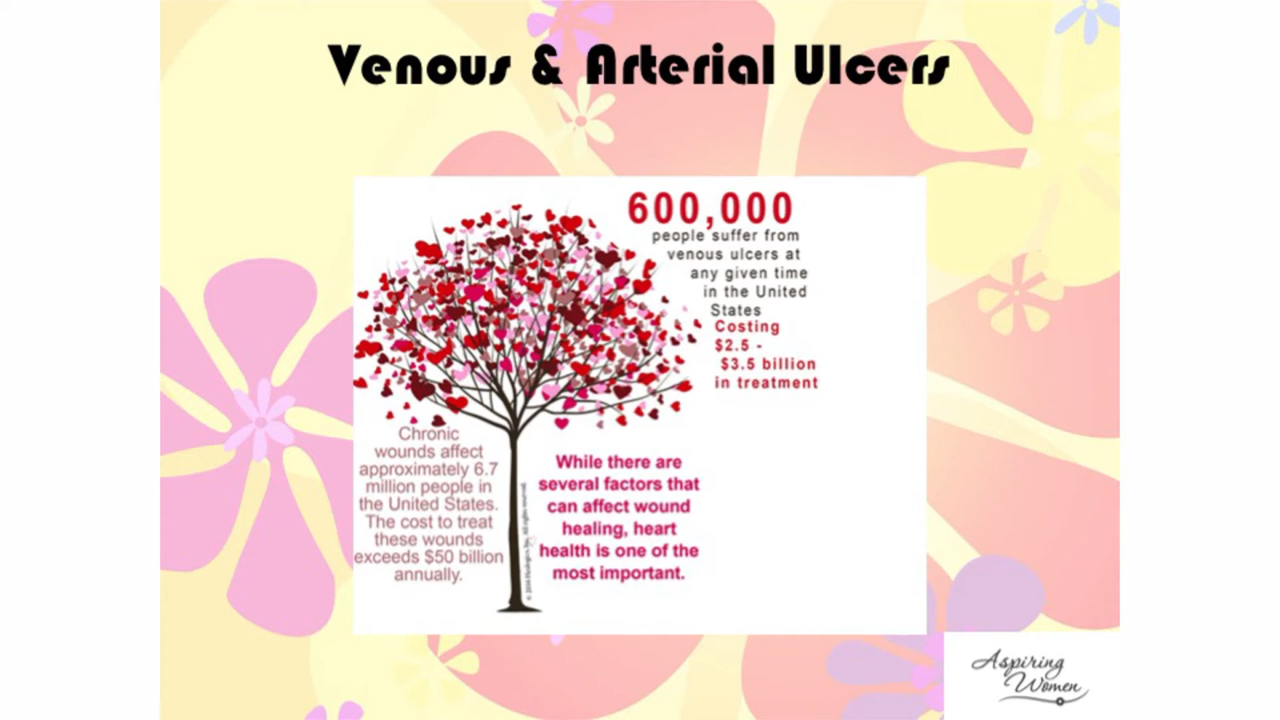 Venous & Arterial Ulcers
600,000
people suffer from
venous ulcers at
any given time
in the United
States
Costing
$2.5 -
$3.5 billion
in treatment
Chronic
wounds affect
approximately 6.7
million people in
the United States.
The cost to treat
these wounds
exceeds $50 billion
annually.
While there are
several factors that
can affect wound
healing, heart
health is one of the
most important.
Aspiring
Women